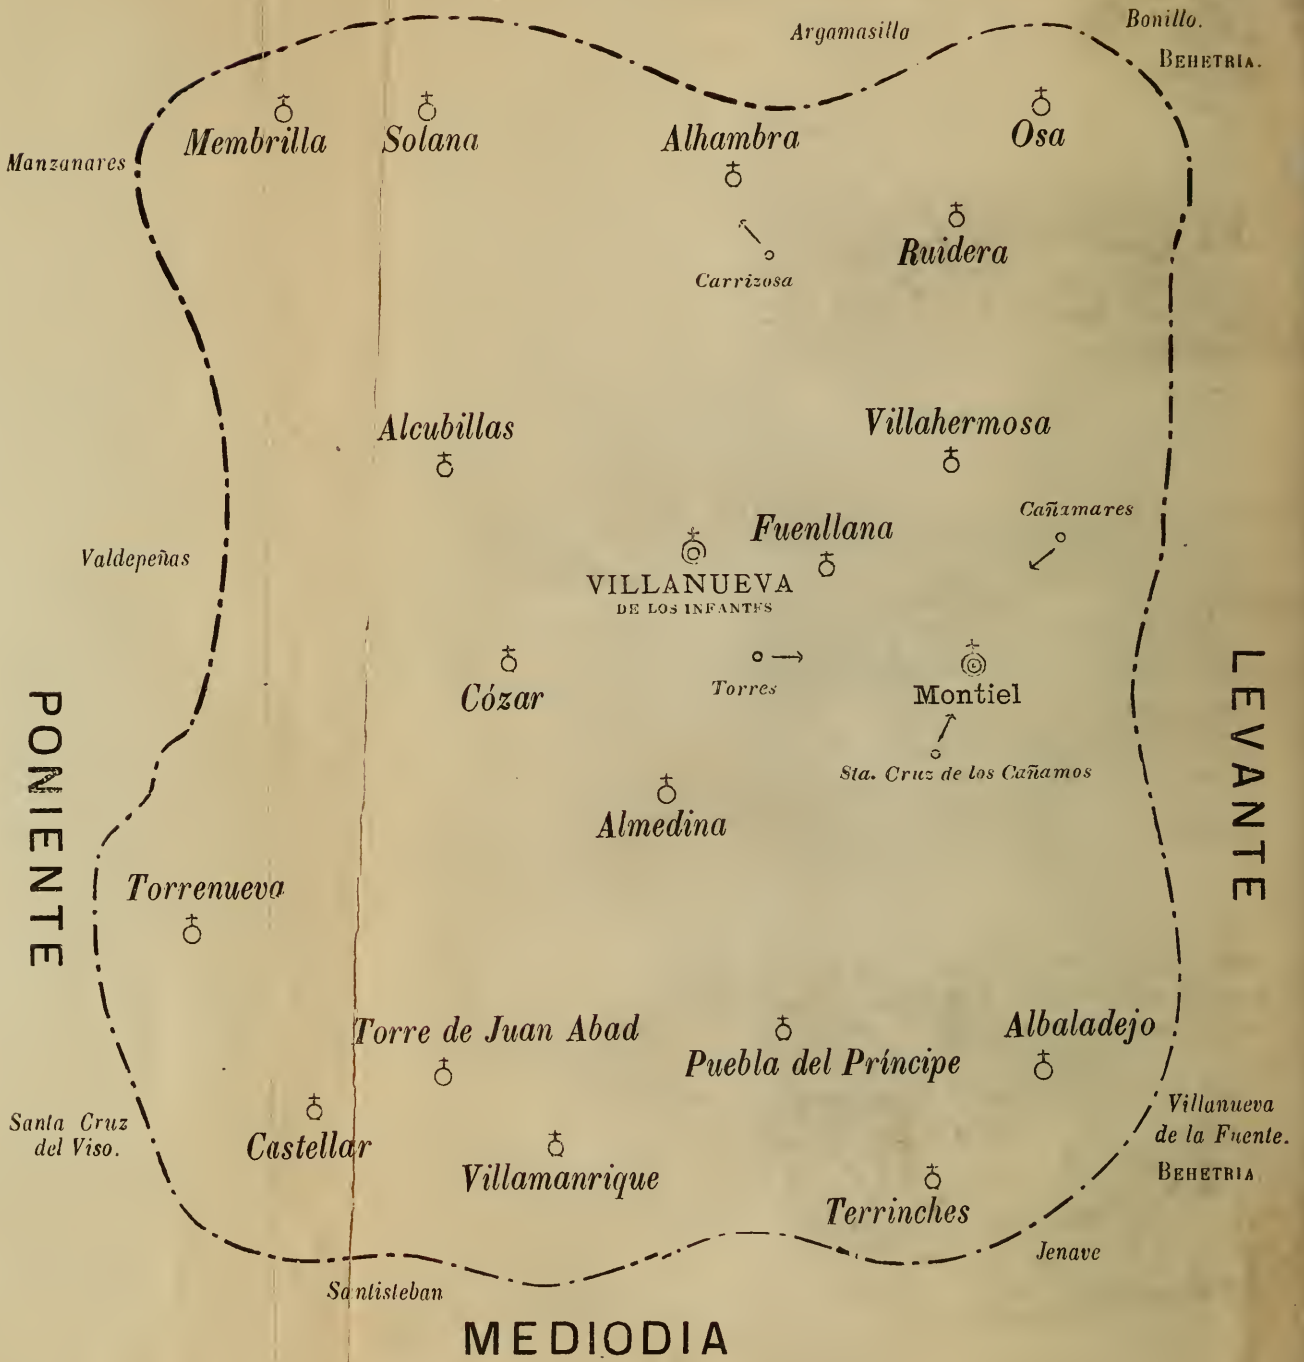 Argamasilla
Bonillo.
BEHETRÍA.
Membrilla
Solana
Alhambra
Osa
Manzanares
Ruidera
Carrizosa
Alcubillas
Villahermosa
Cañamares
Fuenllana
Valdepeñas
VILLANUEVA
DE LOS INFANTES
Cózar
Torres
Montiel
LEVANTE
PONIENTE
Sta. Cruz de los Cañamos
Almedina
Torrenueva
Torre de Juan Abad
Puebla del Príncipe
Albaladejo
Santa Cruz
del Viso.
Castellar
Villamanrique
Villanueva
de la Fuente.
BEHETRIA
Terrinches
Jenave
Santisteban
MEDIODIA